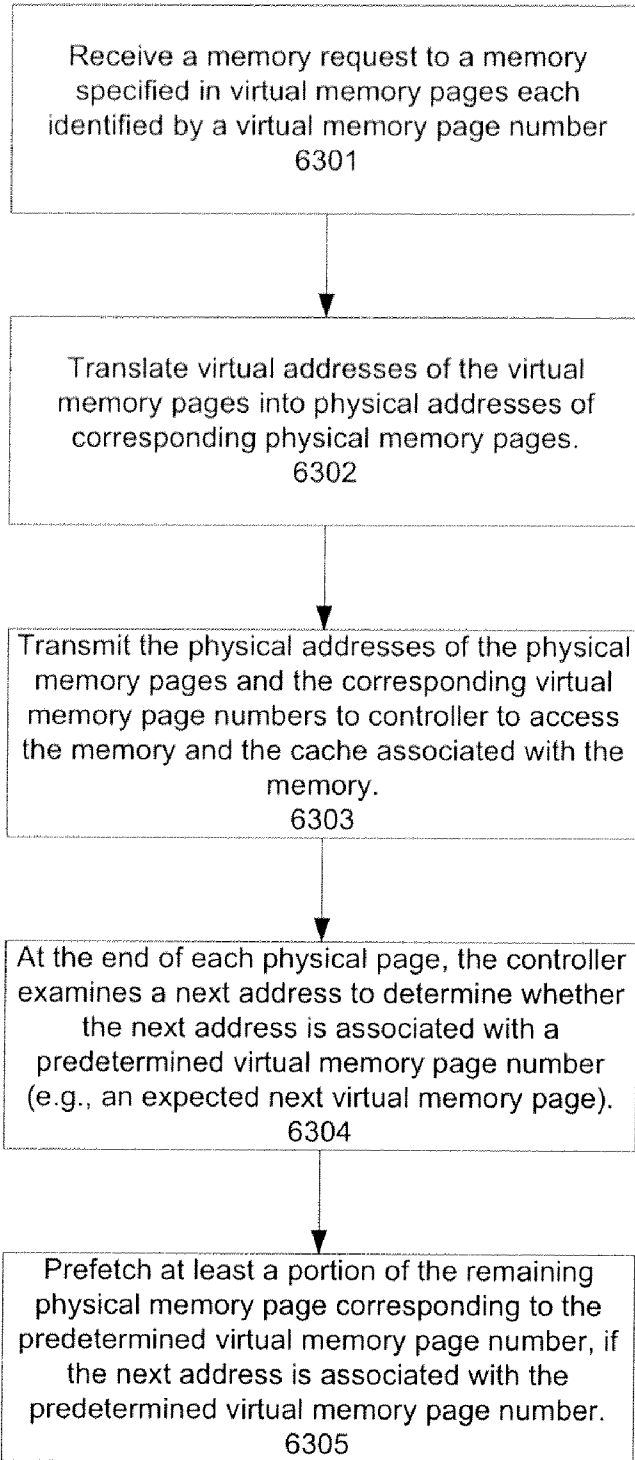 Receive a memory request to a memory
specified in virtual memory pages each
identified by a virtual memory page number
6301
Translate virtual addresses of the virtual
memory pages into physical addresses of
corresponding physical memory pages.
6302
Transmit the physical addresses of the physical
memory pages and the corresponding virtual
memory page numbers to controller to access
the memory and the cache associated with the
memory.
6303
At the end of each physical page, the controller
examines a next address to determine whether
the next address is associated with a
predetermined virtual memory page number
(e.g., an expected next virtual memory page).
6304
Prefetch at least a portion of the remaining
physical memory page corresponding to the
predetermined virtual memory page number, if
the next address is associated with the
predetermined virtual memory page number.
6305